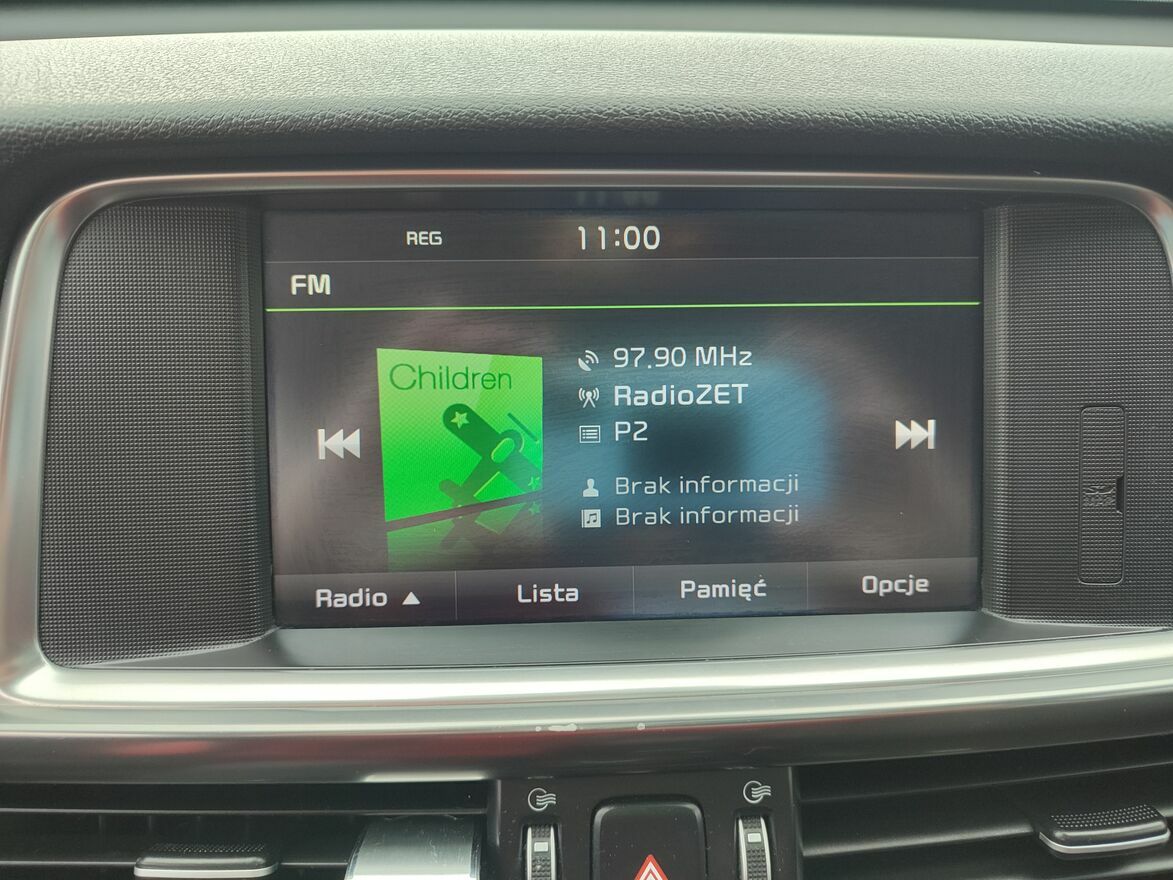 REG 11:00
FM
Children
97.90 MHz
RadioZET
P2
Brak informacji
Brak informacji
Radio ▲ Lista Pamięć Opcje